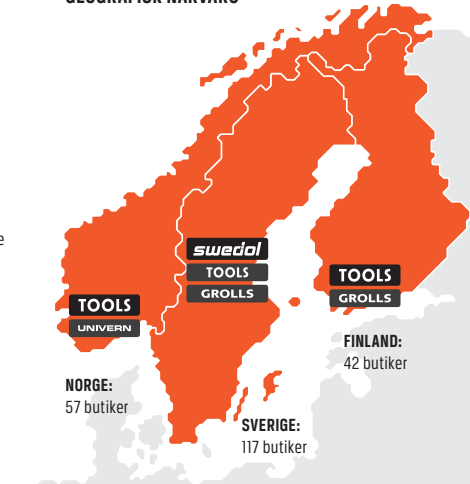 swedol
TOOLS
GROLLS
TOOLS
GROLLS
TOOLS
UNIVERN
FINLAND:
42 butiker
NORGE:
57 butiker
SVERIGE:
117 butiker